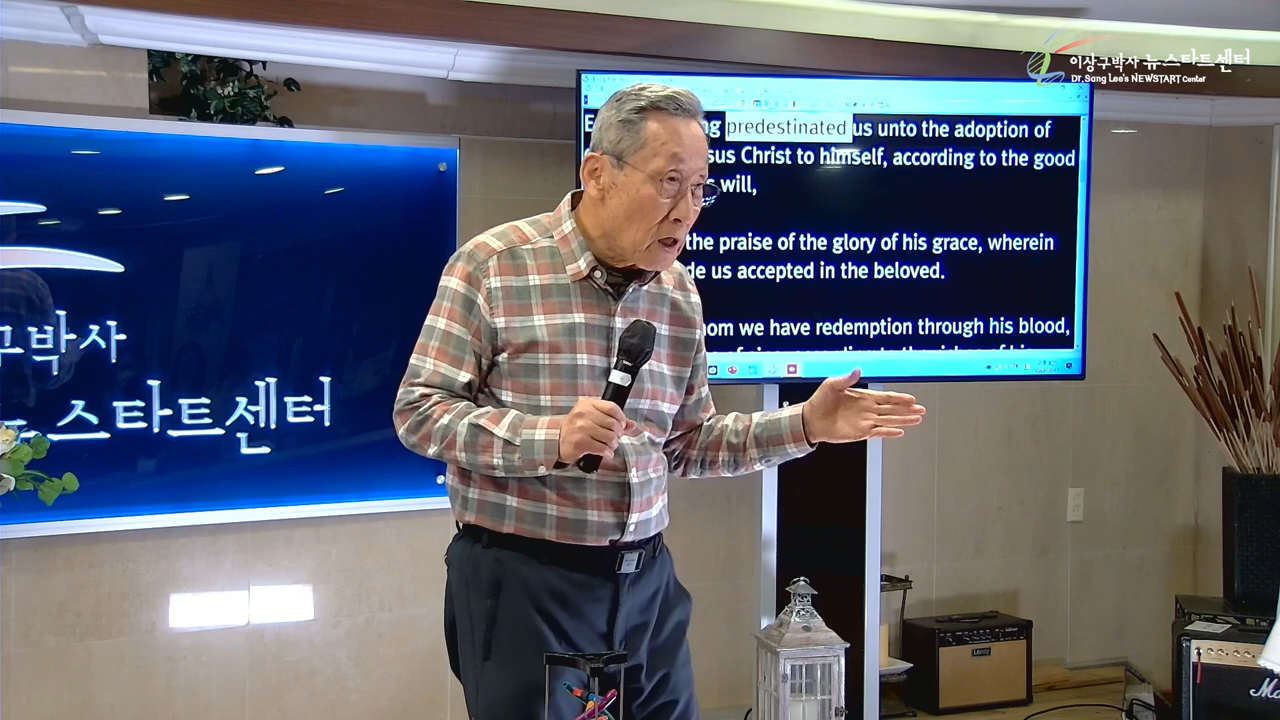 이상구박사 뉴스타트센터
Dr. Sang Lee's NEWSTART Center
predestinated us unto the adoption of
sus Christ to himself, according to the good
will,
the praise of the glory of his grace, wherein
de us accepted in the beloved.
hom we have redemption through his blood,
구박사
스타트센터
Laney